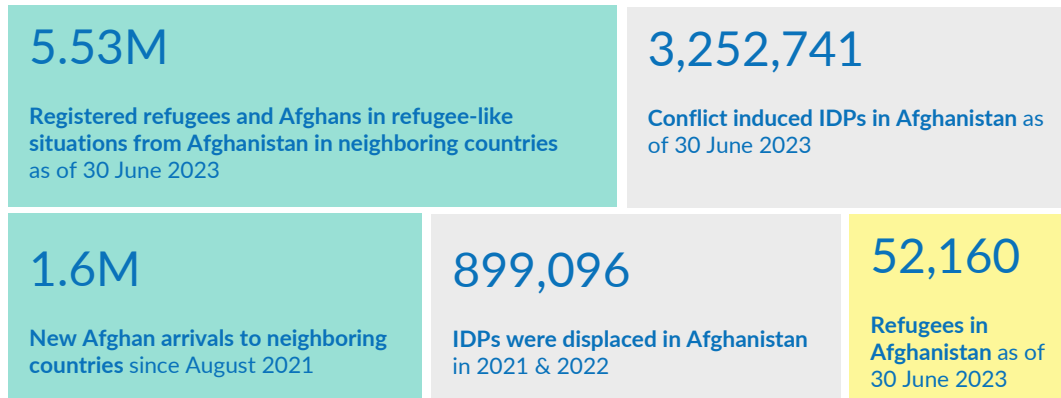 5.53M
Registered refugees and Afghans in refugee-like
situations from Afghanistan in neighboring countries
as of 30 June 2023
3,252,741
Conflict induced IDPs in Afghanistan as
of 30 June 2023
1.6M
New Afghan arrivals to neighboring
countries since August 2021
899,096
IDPs were displaced in Afghanistan
in 2021 & 2022
52,160
Refugees in
Afghanistan as of
30 June 2023